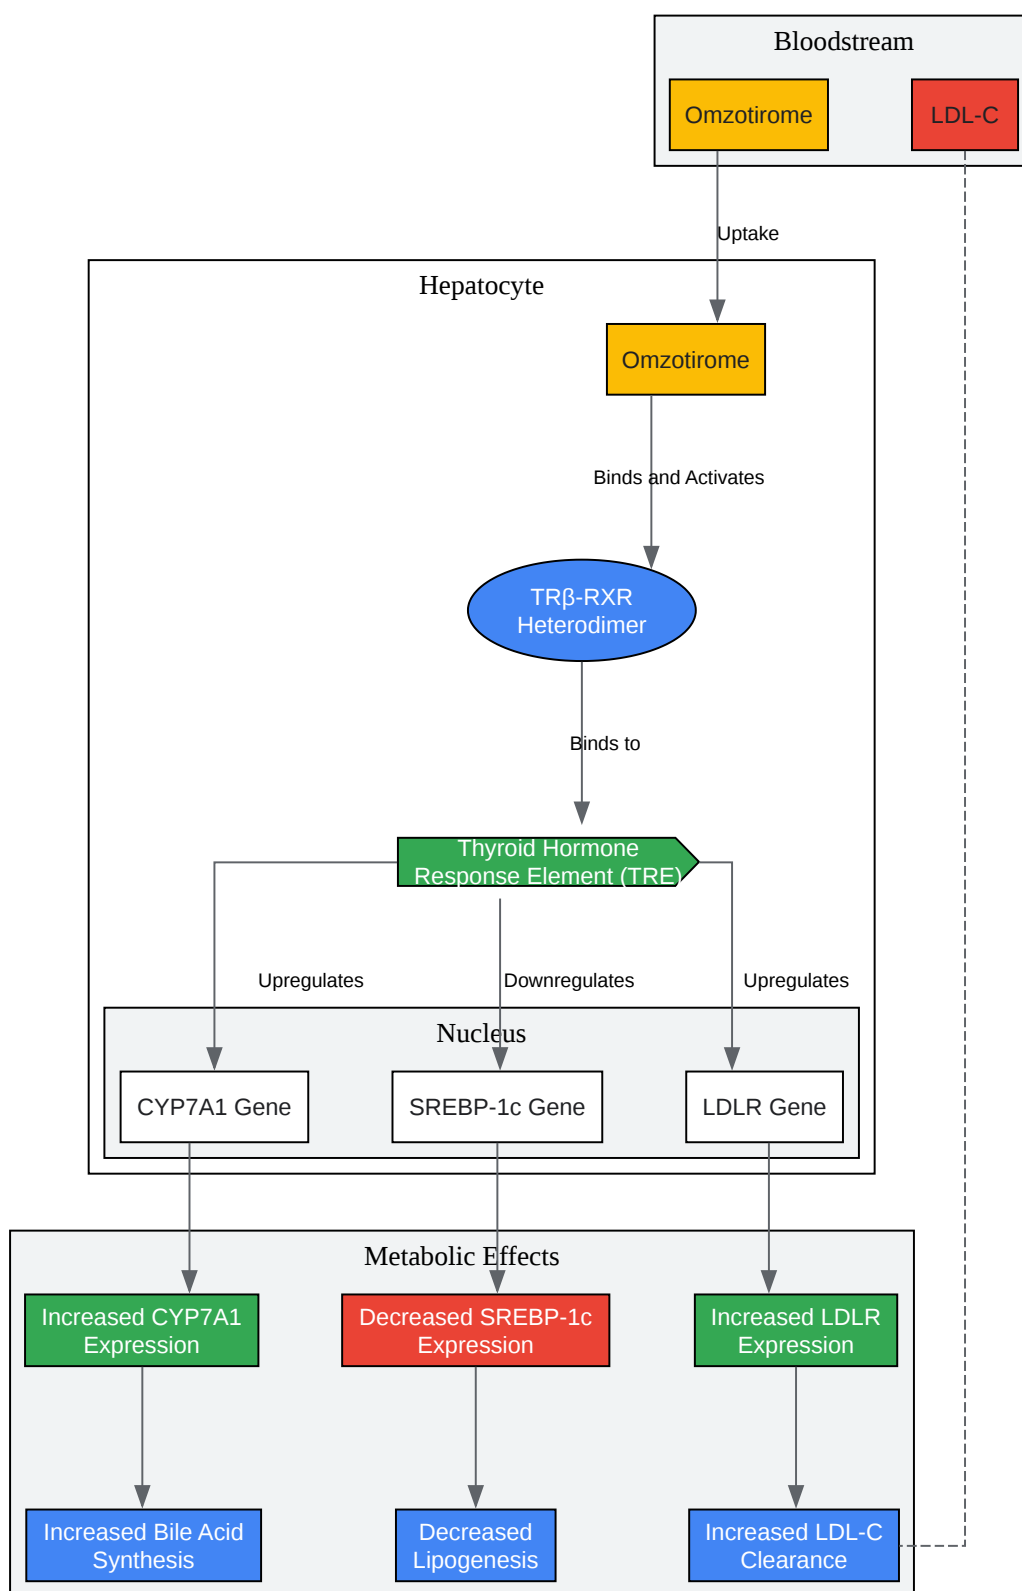 Bloodstream
Omzotirome
LDL-C
Uptake
Hepatocyte
Omzotirome
Binds and Activates
TRβ-RXR
Heterodimer
Binds to
Thyroid Hormone
Response Element (TRE)
Upregulates
Downregulates
Upregulates
Nucleus
CYP7A1 Gene
SREBP-1c Gene
LDLR Gene
Metabolic Effects
Increased CYP7A1
Expression
Decreased SREBP-1c
Expression
Increased LDLR
Expression
Increased Bile Acid
Synthesis
Decreased
Lipogenesis
Increased LDL-C
Clearance